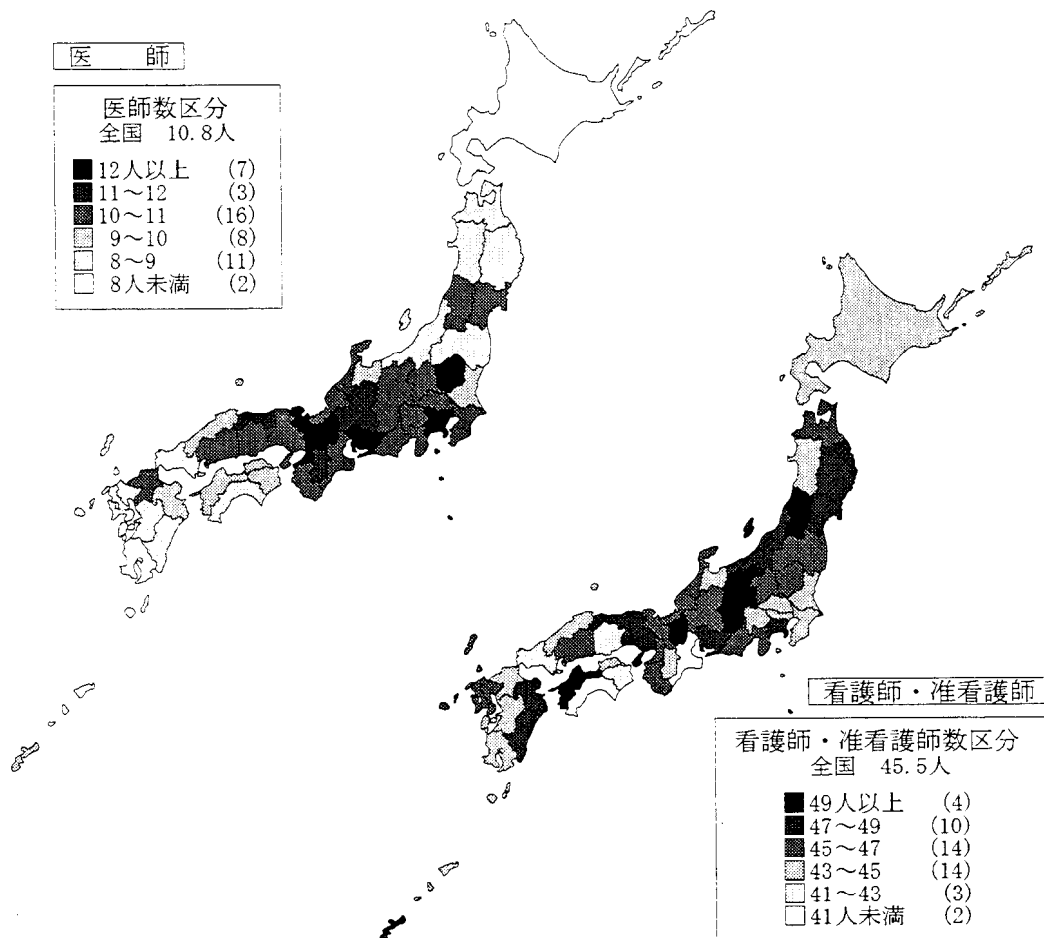 医 師
医師数区分
全国 10.8人
12人以上 (7)
11～12 (3)
10～11 (16)
9～10 (8)
8～9 (11)
8人未満 (2)
看護師・准看護師
看護師・准看護師数区分
全国 45.5人
49人以上 (4)
47～49 (10)
45～47 (14)
43～45 (14)
41～43 (3)
41人未満 (2)